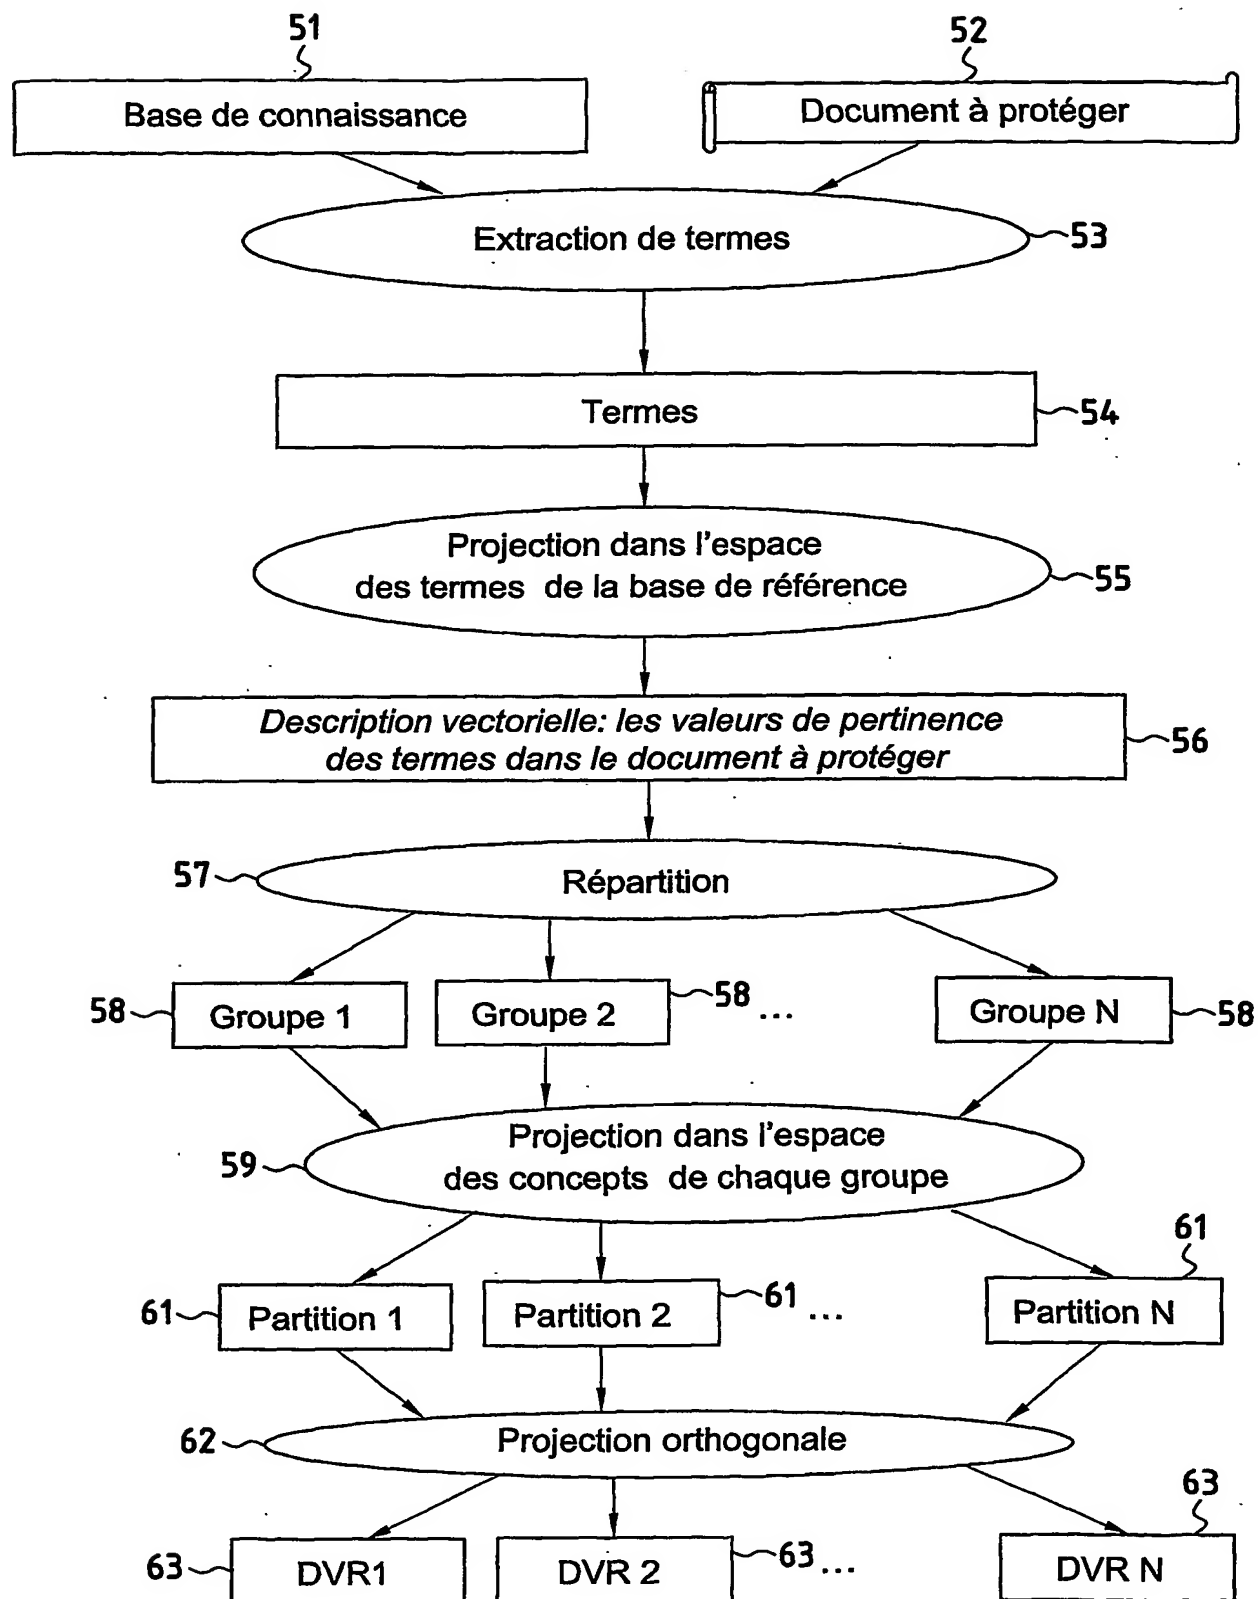 51
52
Base de connaissance
Document à protéger
Extraction de termes
53
Termes
54
Projection dans l'espace
des termes de la base de référence
55
Description vectorielle: les valeurs de pertinence
des termes dans le document à protéger
56
57
Répartition
58
Groupe 1
Groupe 2
58
...
Groupe N
58
59
Projection dans l'espace
des concepts de chaque groupe
61
61
Partition 1
Partition 2
61
...
Partition N
62
Projection orthogonale
63
63
DVR1
DVR 2
63
...
DVR N